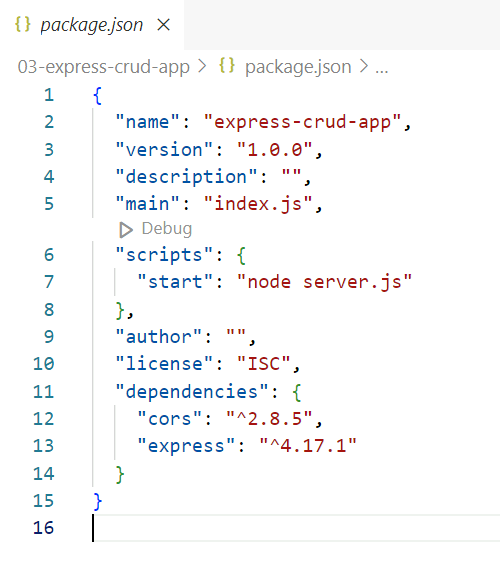 {} package.json ×
03-express-crud-app > {} package.json > ...
1 {
2   "name": "express-crud-app",
3   "version": "1.0.0",
4   "description": "",
5   "main": "index.js",
Debug
6   "scripts": {
7     "start": "node server.js"
8   },
9   "author": "",
10   "license": "ISC",
11   "dependencies": {
12     "cors": "^2.8.5",
13     "express": "^4.17.1"
14   }
15 }
16